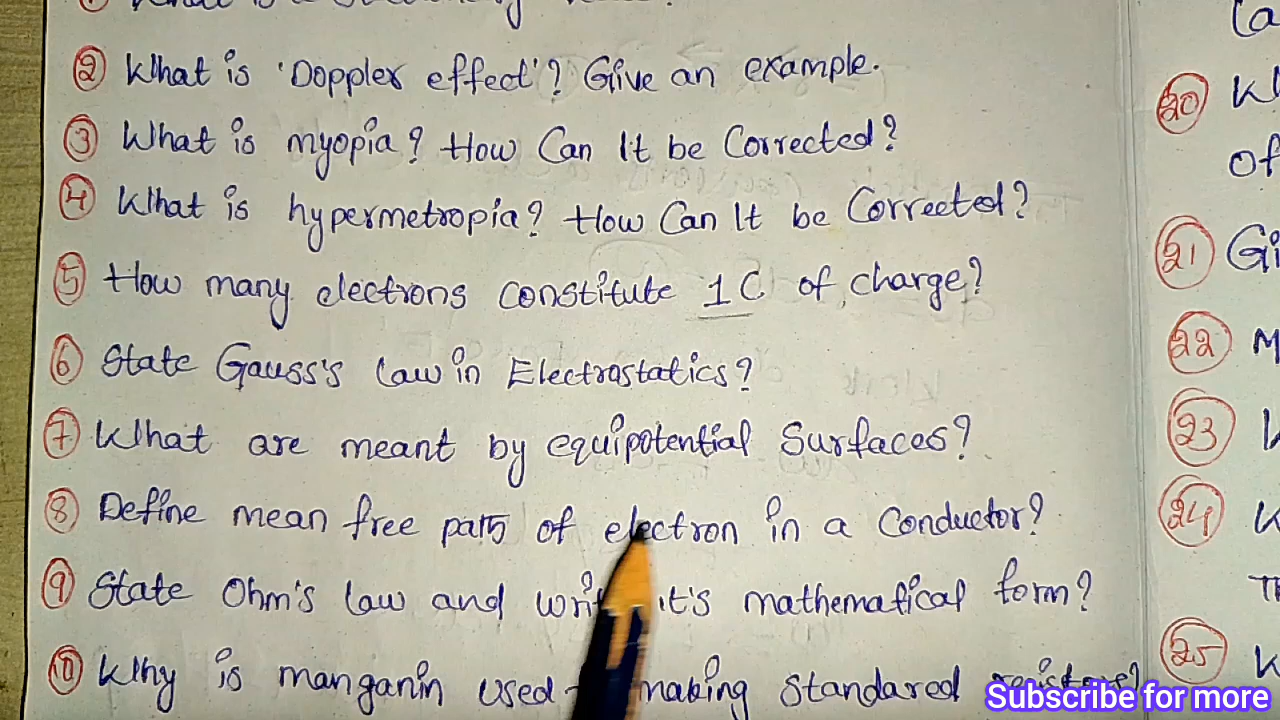 ② What is 'Doppler effect'? Give an example.
③ What is myopia? How Can It be Corrected?
④ What is hypermetropia? How Can It be Corrected?
⑤ How many electrons constitute 1C of charge?
⑥ State Gauss's law in Electrostatics?
⑦ What are meant by equipotential Surfaces?
⑧ Define mean free path of electron in a Conductor?
⑨ State Ohm's law and it's mathematical form?
⑩ Why is manganin used making Standared
(a
⑳ of
㉑ Gi
㉒ M
㉓
㉔
㉕
Subscribe for more